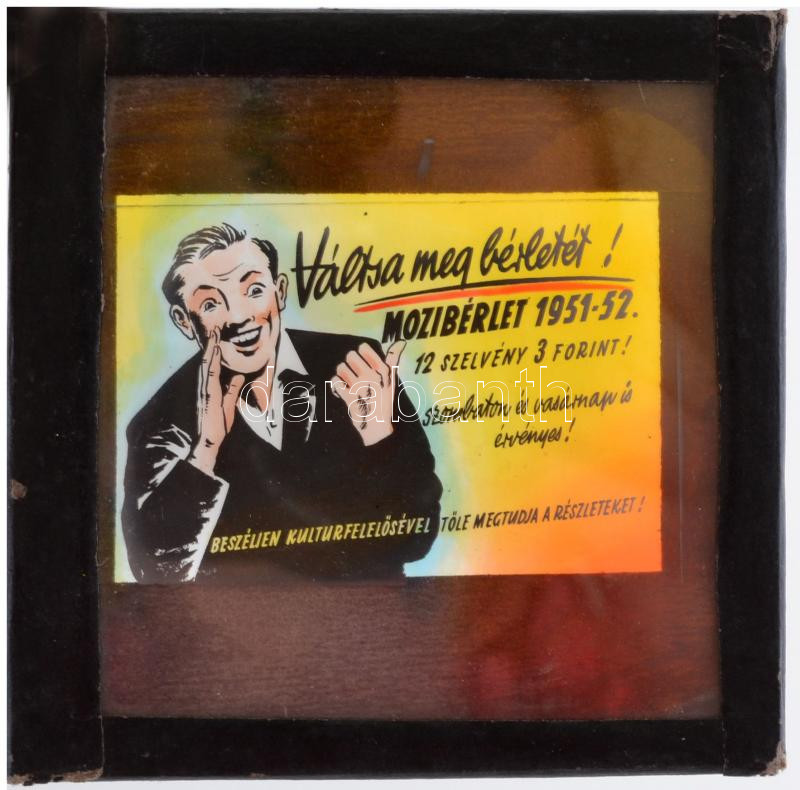 Váltsa meg bérletét !
MOZIBÉRLET 1951-52.
12 SZELVÉNY 3 FORINT!
darabanth
szombaton és vasárnap is
érvényes!
BESZÉLJEN KULTURFELELŐSÉVEL TŐLE MEGTUDJA A RÉSZLETEKET!